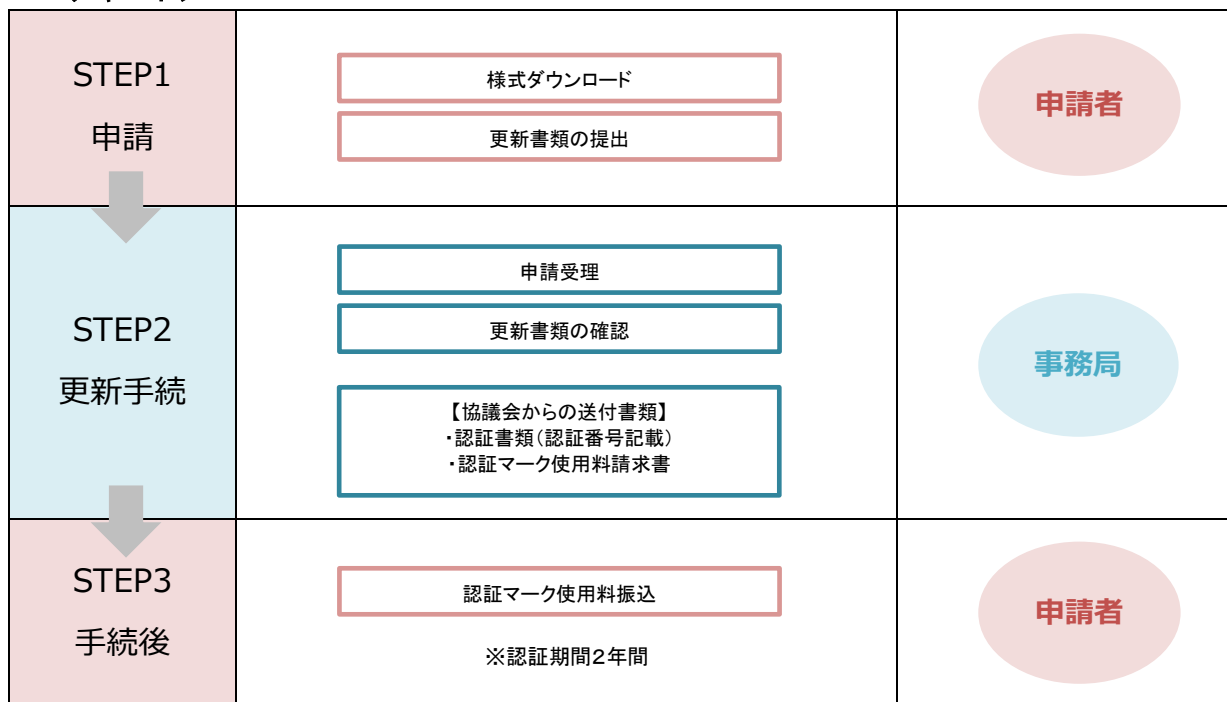 STEP1
申請
様式ダウンロード
更新書類の提出
申請者
STEP2
更新手続
申請受理
更新書類の確認
【協議会からの送付書類】
・認証書類(認証番号記載)
・認証マーク使用料請求書
事務局
STEP3
手続後
認証マーク使用料振込
※認証期間2年間
申請者